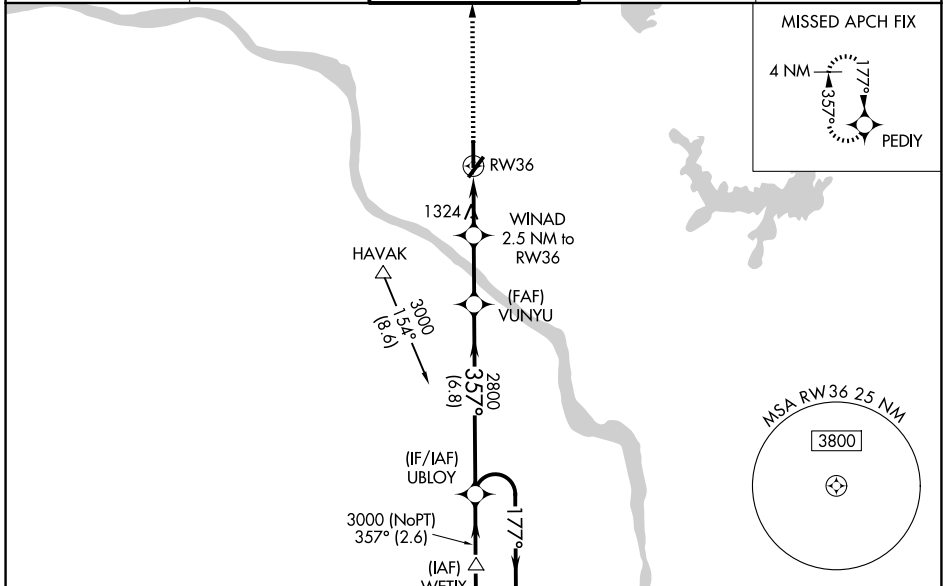 MISSED APCH FIX
4 NM
177°
357°
PEDIY
RW36
1324
WINAD
2.5 NM to
RW36
HAVAK
3000
154°
(8.6)
(FAF)
VUNYU
2800
357°
(6.8)
MSA RW36 25 NM
3800
(IF/IAF)
UBLOY
177°
3000 (NoPT)
357° (2.6)
(IAF)